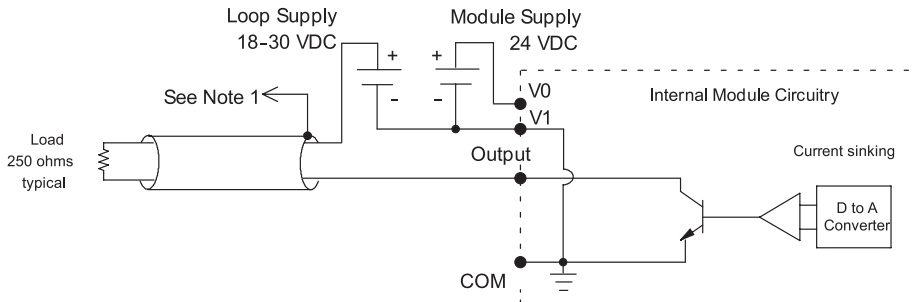 Loop Supply
18-30 VDC
Module Supply
24 VDC
+
-
+
-
V0
V1
Internal Module Circuitry
See Note 1
Load
250 ohms
typical
Output
Current sinking
D to A
Converter
COM